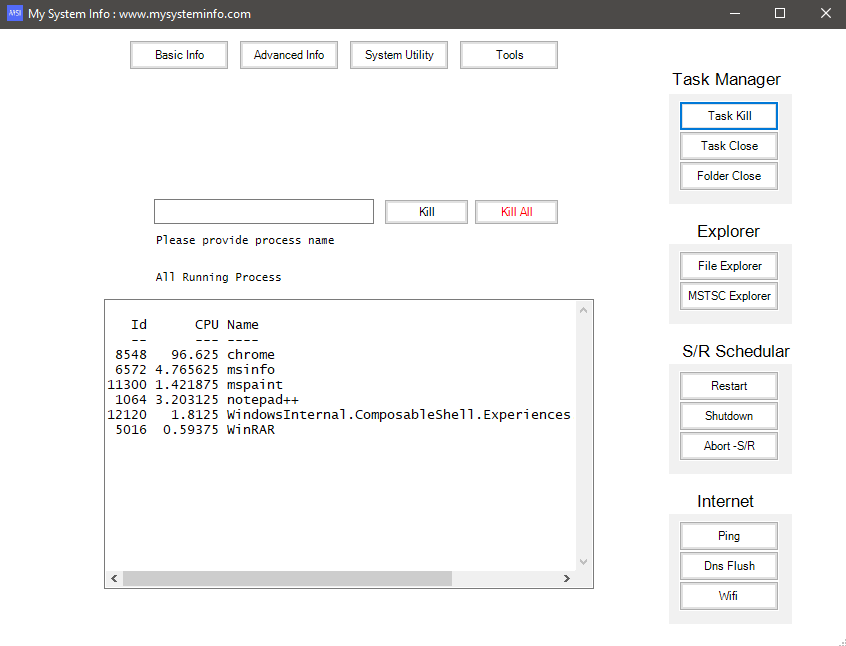 MSI My System Info : www.mysysteminfo.com
Basic Info Advanced Info System Utility Tools
Task Manager
Task Kill
Task Close
Folder Close
Kill Kill All
Please provide process name
All Running Process
Id CPU Name
-- --- ----
8548 96.625 chrome
6572 4.765625 msinfo
11300 1.421875 mspaint
1064 3.203125 notepad++
12120 1.8125 WindowsInternal.ComposableShell.Experiences
5016 0.59375 WinRAR
Explorer
File Explorer
MSTSC Explorer
S/R Schedular
Restart
Shutdown
Abort -S/R
Internet
Ping
Dns Flush
Wifi